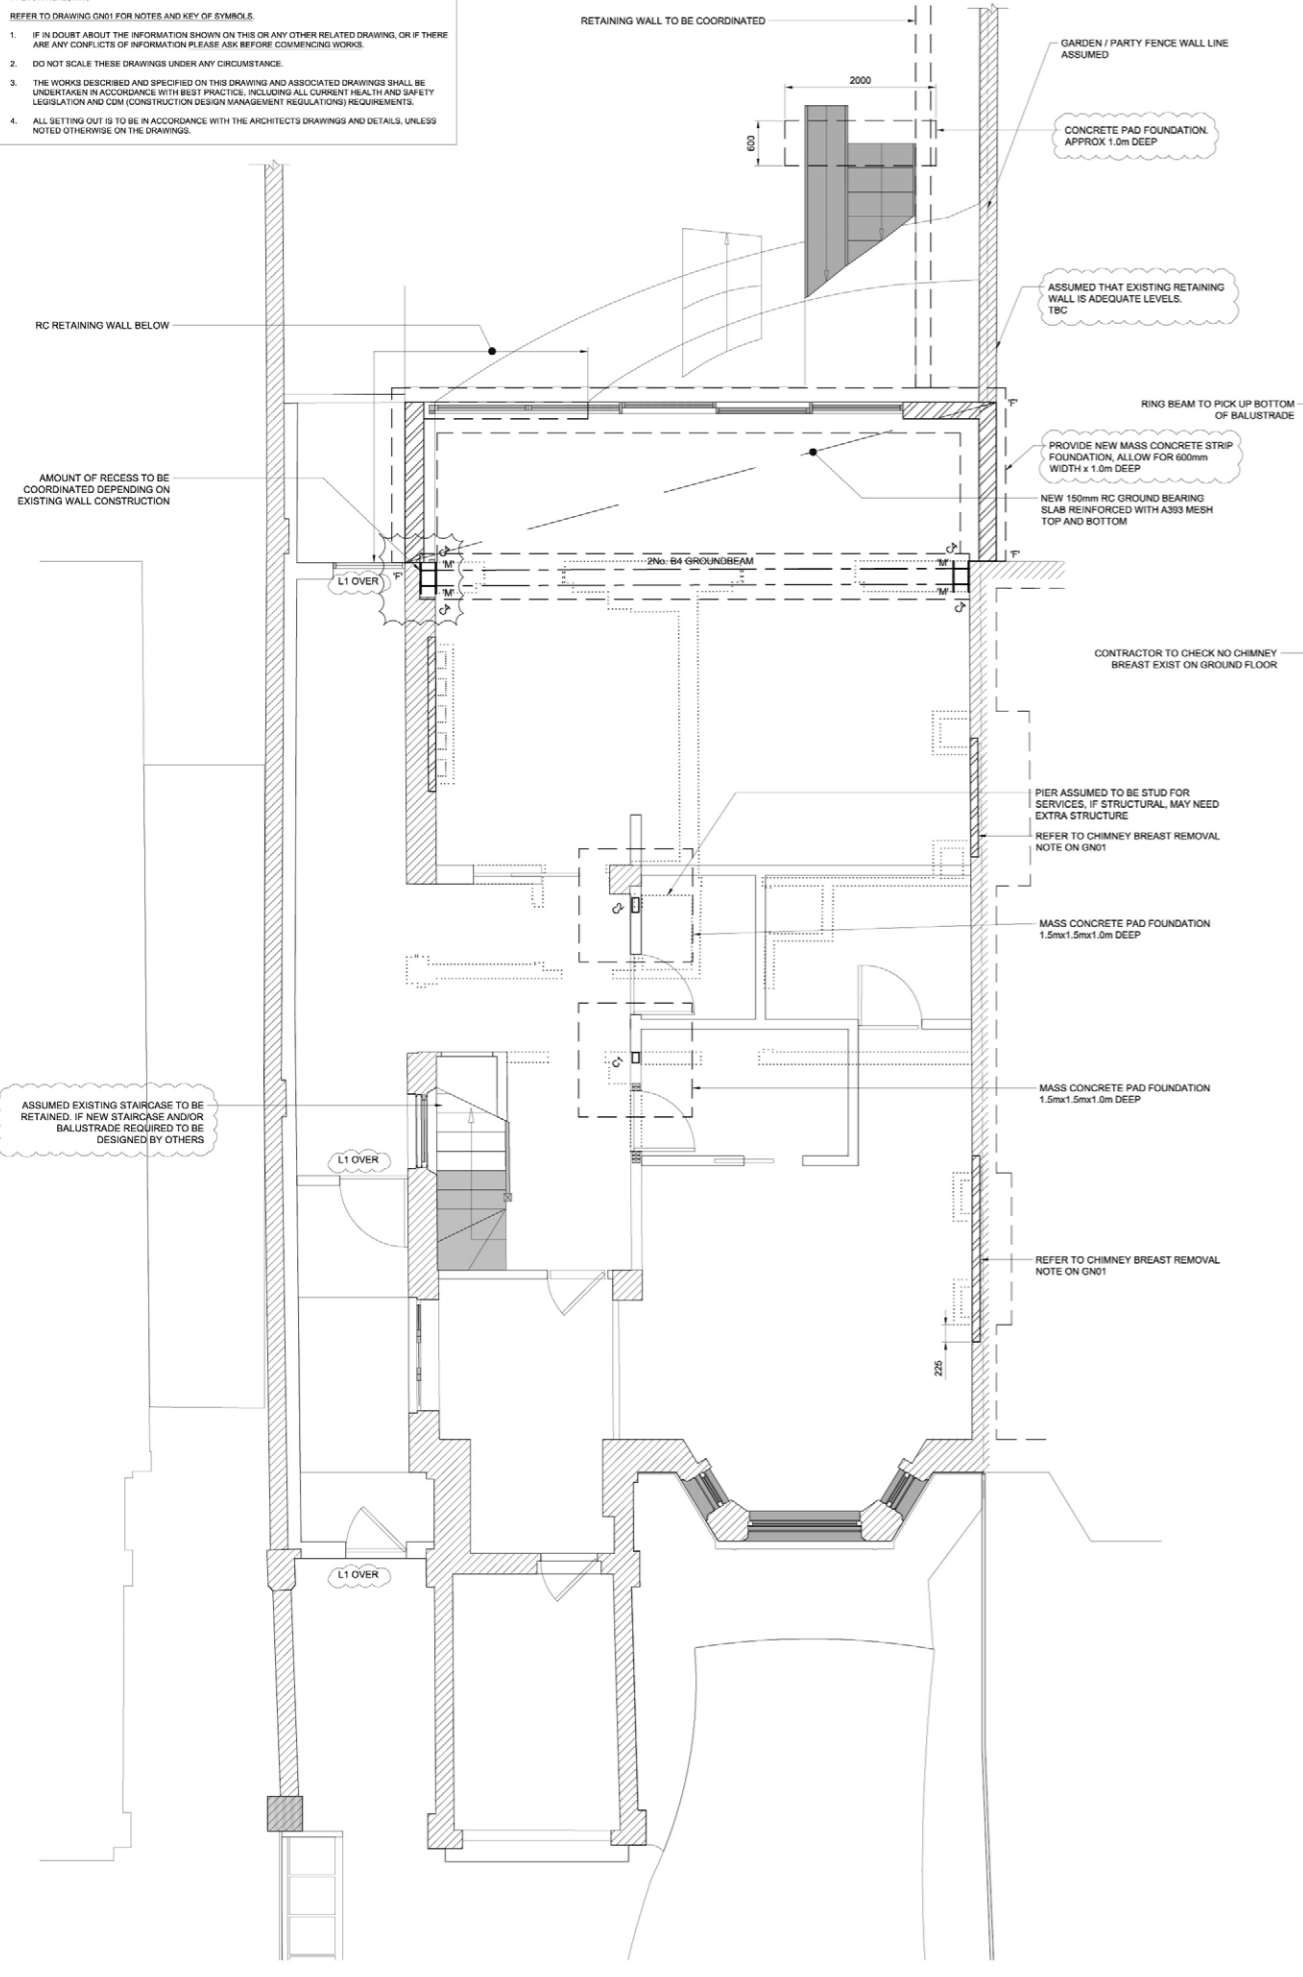 REFER TO DRAWING GN01 FOR NOTES AND KEY OF SYMBOLS.
1. IF IN DOUBT ABOUT THE INFORMATION SHOWN ON THIS OR ANY OTHER RELATED DRAWING, OR IF THERE
ARE ANY CONFLICTS OF INFORMATION PLEASE ASK BEFORE COMMENCING WORKS.
2. DO NOT SCALE THESE DRAWINGS UNDER ANY CIRCUMSTANCE.
3. THE WORKS DESCRIBED AND SPECIFIED ON THIS DRAWING AND ASSOCIATED DRAWINGS SHALL BE
UNDERTAKEN IN ACCORDANCE WITH BEST PRACTICE, INCLUDING ALL CURRENT HEALTH AND SAFETY
LEGISLATION AND CDM (CONSTRUCTION DESIGN MANAGEMENT REGULATIONS) REQUIREMENTS.
4. ALL SETTING OUT IS TO BE IN ACCORDANCE WITH THE ARCHITECTS DRAWINGS AND DETAILS, UNLESS
NOTED OTHERWISE ON THE DRAWINGS.
RETAINING WALL TO BE COORDINATED
GARDEN / PARTY FENCE WALL LINE
ASSUMED
2000
600
CONCRETE PAD FOUNDATION.
APPROX 1.0m DEEP
ASSUMED THAT EXISTING RETAINING
WALL IS ADEQUATE LEVELS.
TBC
RC RETAINING WALL BELOW
'F'
RING BEAM TO PICK UP BOTTOM
OF BALUSTRADE
PROVIDE NEW MASS CONCRETE STRIP
FOUNDATION, ALLOW FOR 600mm
WIDTH x 1.0m DEEP
AMOUNT OF RECESS TO BE
COORDINATED DEPENDING ON
EXISTING WALL CONSTRUCTION
NEW 150mm RC GROUND BEARING
SLAB REINFORCED WITH A393 MESH
TOP AND BOTTOM
C4
C4
'F'
'M'
2No. B4 GROUNDBEAM
'M'
'F'
L1 OVER
'M'
'M'
C4
C4
CONTRACTOR TO CHECK NO CHIMNEY
BREAST EXIST ON GROUND FLOOR
PIER ASSUMED TO BE STUD FOR
SERVICES, IF STRUCTURAL, MAY NEED
EXTRA STRUCTURE
REFER TO CHIMNEY BREAST REMOVAL
NOTE ON GN01
C2
MASS CONCRETE PAD FOUNDATION
1.5mx1.5mx1.0m DEEP
C1
MASS CONCRETE PAD FOUNDATION
1.5mx1.5mx1.0m DEEP
ASSUMED EXISTING STAIRCASE TO BE
RETAINED. IF NEW STAIRCASE AND/OR
BALUSTRADE REQUIRED TO BE
DESIGNED BY OTHERS
L1 OVER
REFER TO CHIMNEY BREAST REMOVAL
NOTE ON GN01
225
L1 OVER